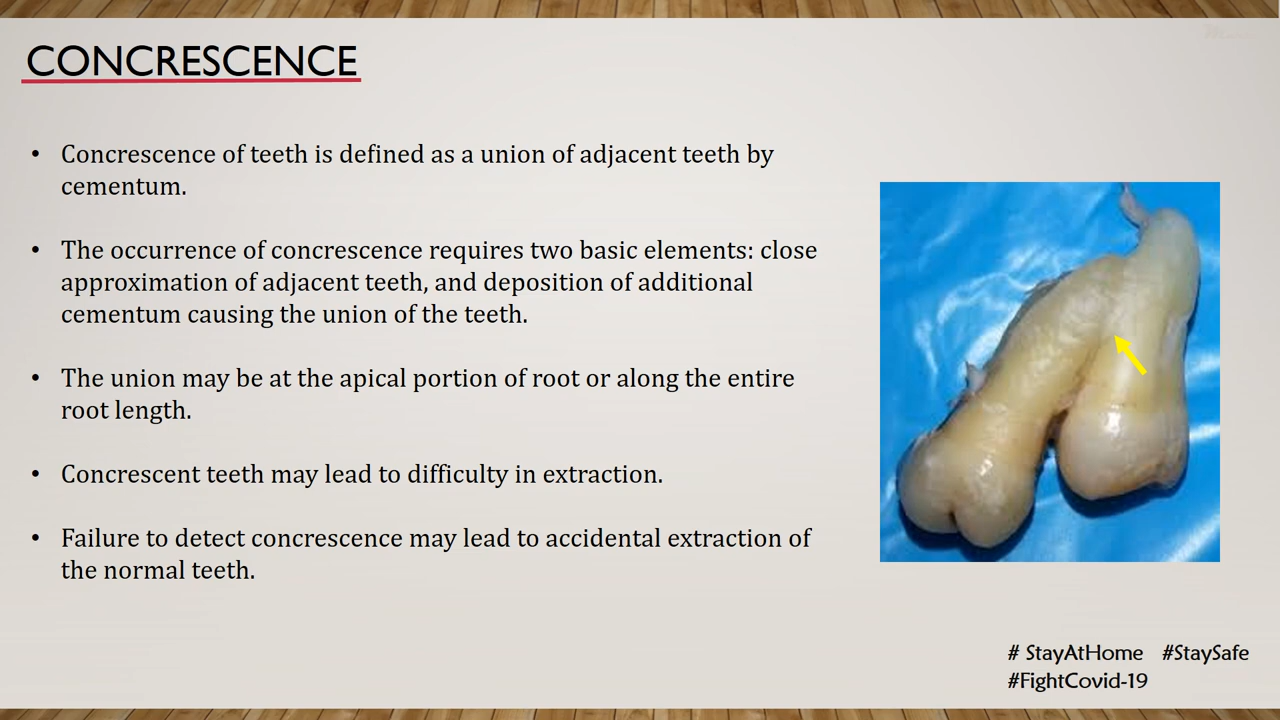 CONCRESCENCE
• Concrescence of teeth is defined as a union of adjacent teeth by
cementum.
• The occurrence of concrescence requires two basic elements: close
approximation of adjacent teeth, and deposition of additional
cementum causing the union of the teeth.
• The union may be at the apical portion of root or along the entire
root length.
• Concrescent teeth may lead to difficulty in extraction.
• Failure to detect concrescence may lead to accidental extraction of
the normal teeth.
# StayAtHome #StaySafe
#FightCovid-19